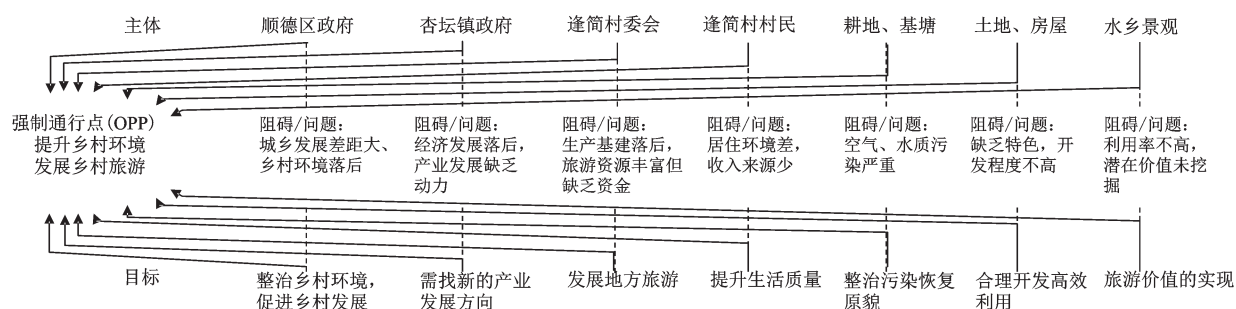 主体
顺德区政府
杏坛镇政府
逢简村委会
逢简村村民
耕地、基塘
土地、房屋
水乡景观
强制通行点(OPP)
提升乡村环境
发展乡村旅游
阻碍/问题：
城乡发展差距大、
乡村环境落后
阻碍/问题：
经济发展落后，
产业发展缺乏
动力
阻碍/问题：
生产基建落后，
旅游资源丰富但
缺乏资金
阻碍/问题：
居住环境差，
收入来源少
阻碍/问题：
空气、水质污
染严重
阻碍/问题：
缺乏特色，开
发程度不高
阻碍/问题：
利用率不高，
潜在价值未挖
掘
目标
整治乡村环境，
促进乡村发展
需找新的产业
发展方向
发展地方旅游
提升生活质量
整治污染恢复
原貌
合理开发高效
利用
旅游价值的实现